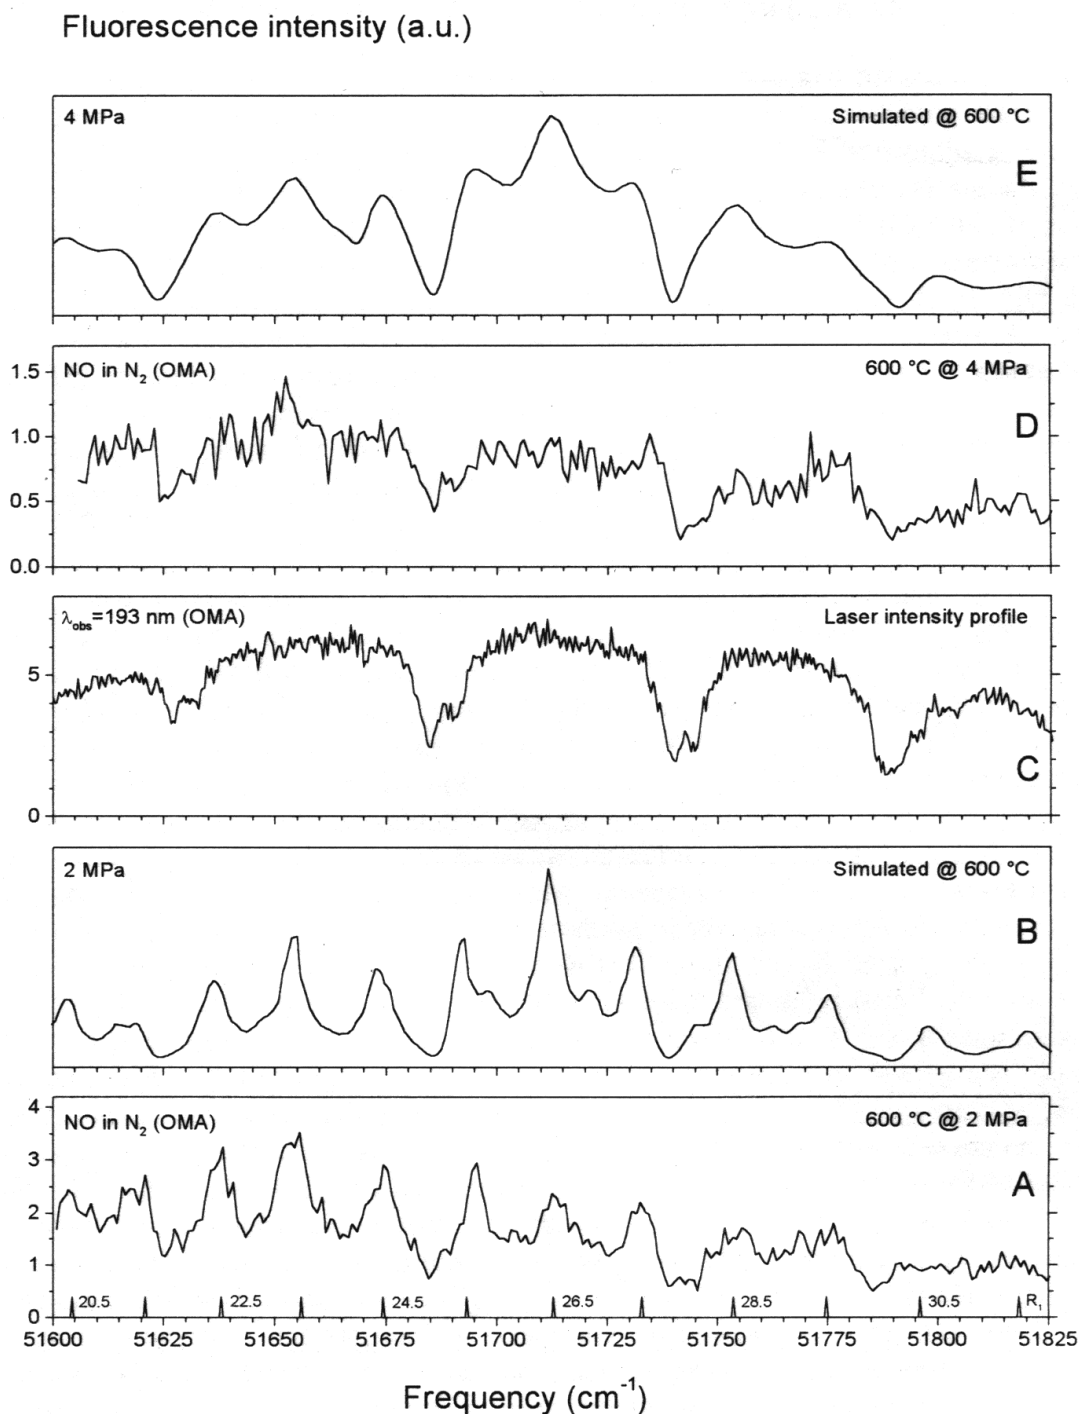 Fluorescence intensity (a.u.)
4 MPa
Simulated @ 600 °C
E
NO in N2 (OMA)
600 °C @ 4 MPa
D
1.5
1.0
0.5
0.0
λobs=193 nm (OMA)
Laser intensity profile
5
C
0
2 MPa
Simulated @ 600 °C
B
4
NO in N2 (OMA)
600 °C @ 2 MPa
3
A
2
1
20.5 22.5 24.5 26.5 28.5 30.5 R1
0
51600 51625 51650 51675 51700 51725 51750 51775 51800 51825
Frequency (cm-1)